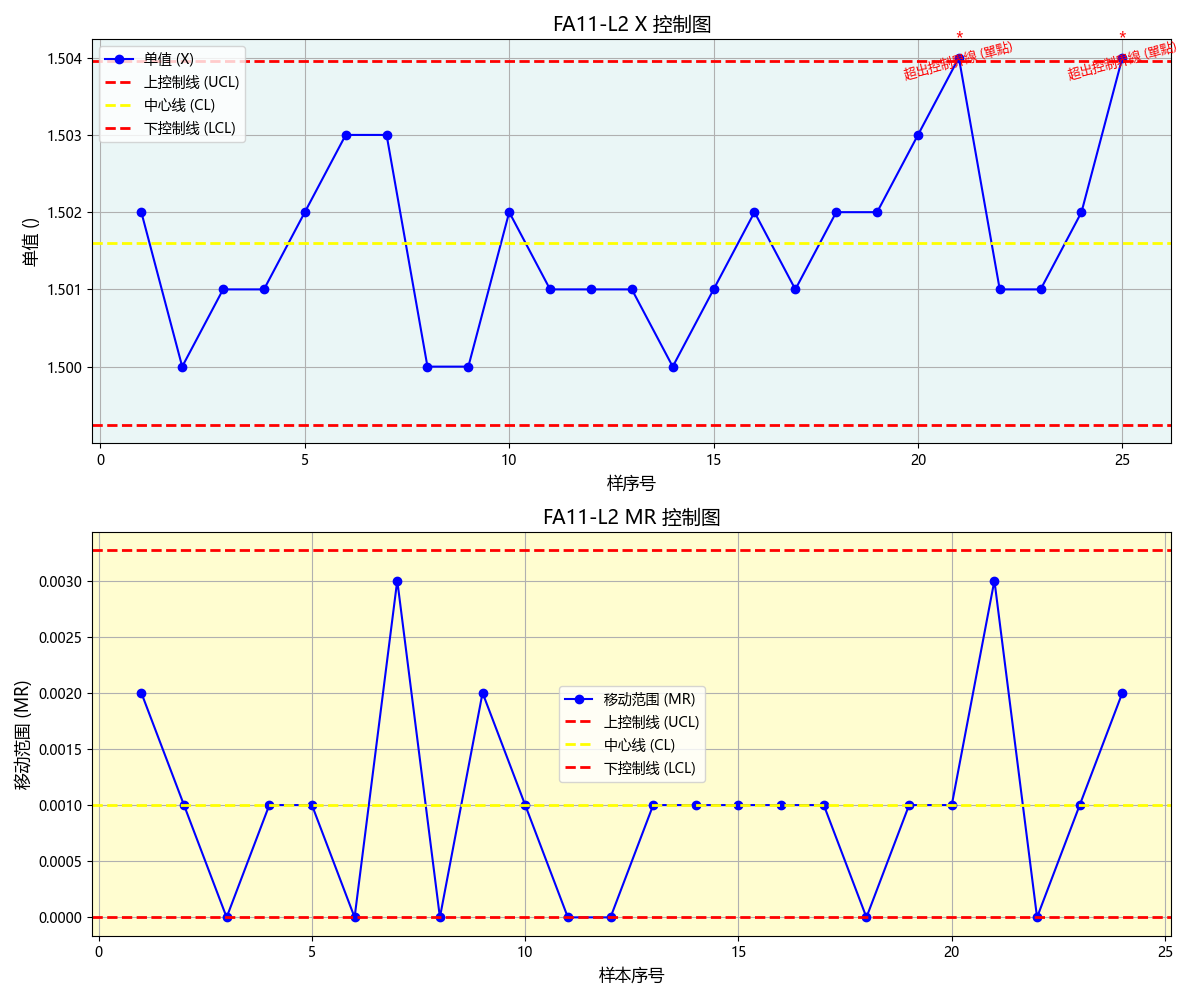 FA11-L2 X 控制图
*
*
超出控制界線 (單點)
超出控制界線 (單點)
单值 (X)
上控制线 (UCL)
中心线 (CL)
下控制线 (LCL)
单值 ()
1.504
1.503
1.502
1.501
1.500
0 5 10 15 20 25
样序号
FA11-L2 MR 控制图
移动范围 (MR)
0.0030
0.0025
0.0020
0.0015
0.0010
0.0005
0.0000
移动范围 (MR)
上控制线 (UCL)
中心线 (CL)
下控制线 (LCL)
0 5 10 15 20 25
样本序号